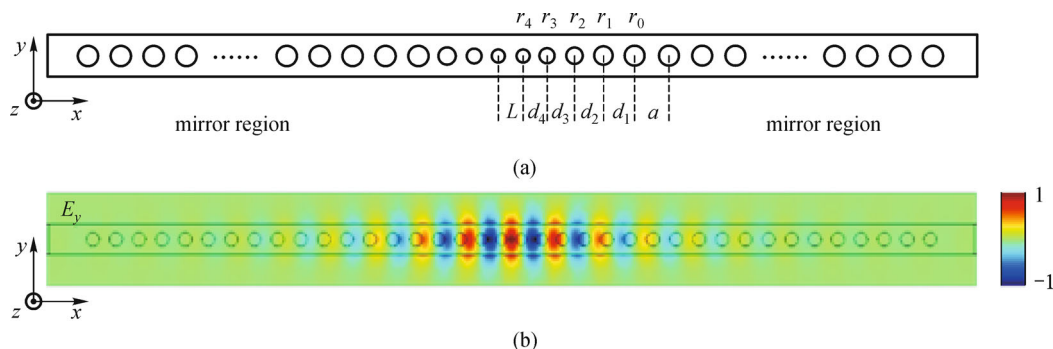 r4 r3 r2 r1 r0
y
z
x
......
......
L d4 d3 d2 d1 a
mirror region
mirror region
(a)
Ey
y
z
x
1
−1
(b)